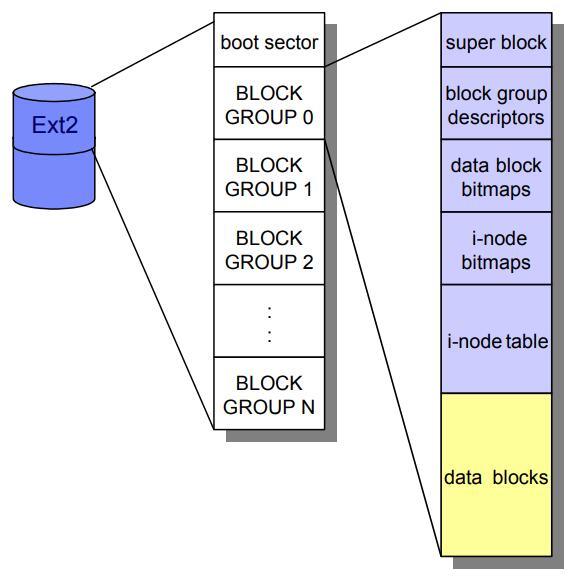 Ext2
boot sector
BLOCK
GROUP 0
BLOCK
GROUP 1
BLOCK
GROUP 2
:
:
BLOCK
GROUP N
super block
block group
descriptors
data block
bitmaps
i-node
bitmaps
i-node table
data blocks